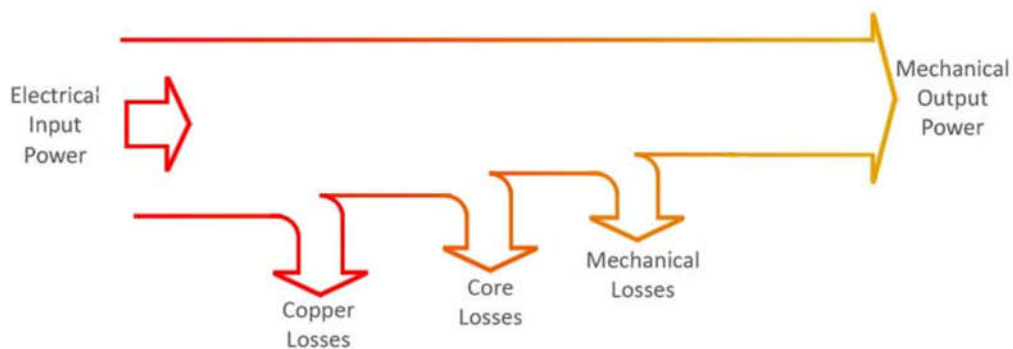 Electrical
Input
Power
Mechanical
Output
Power
Copper
Losses
Core
Losses
Mechanical
Losses